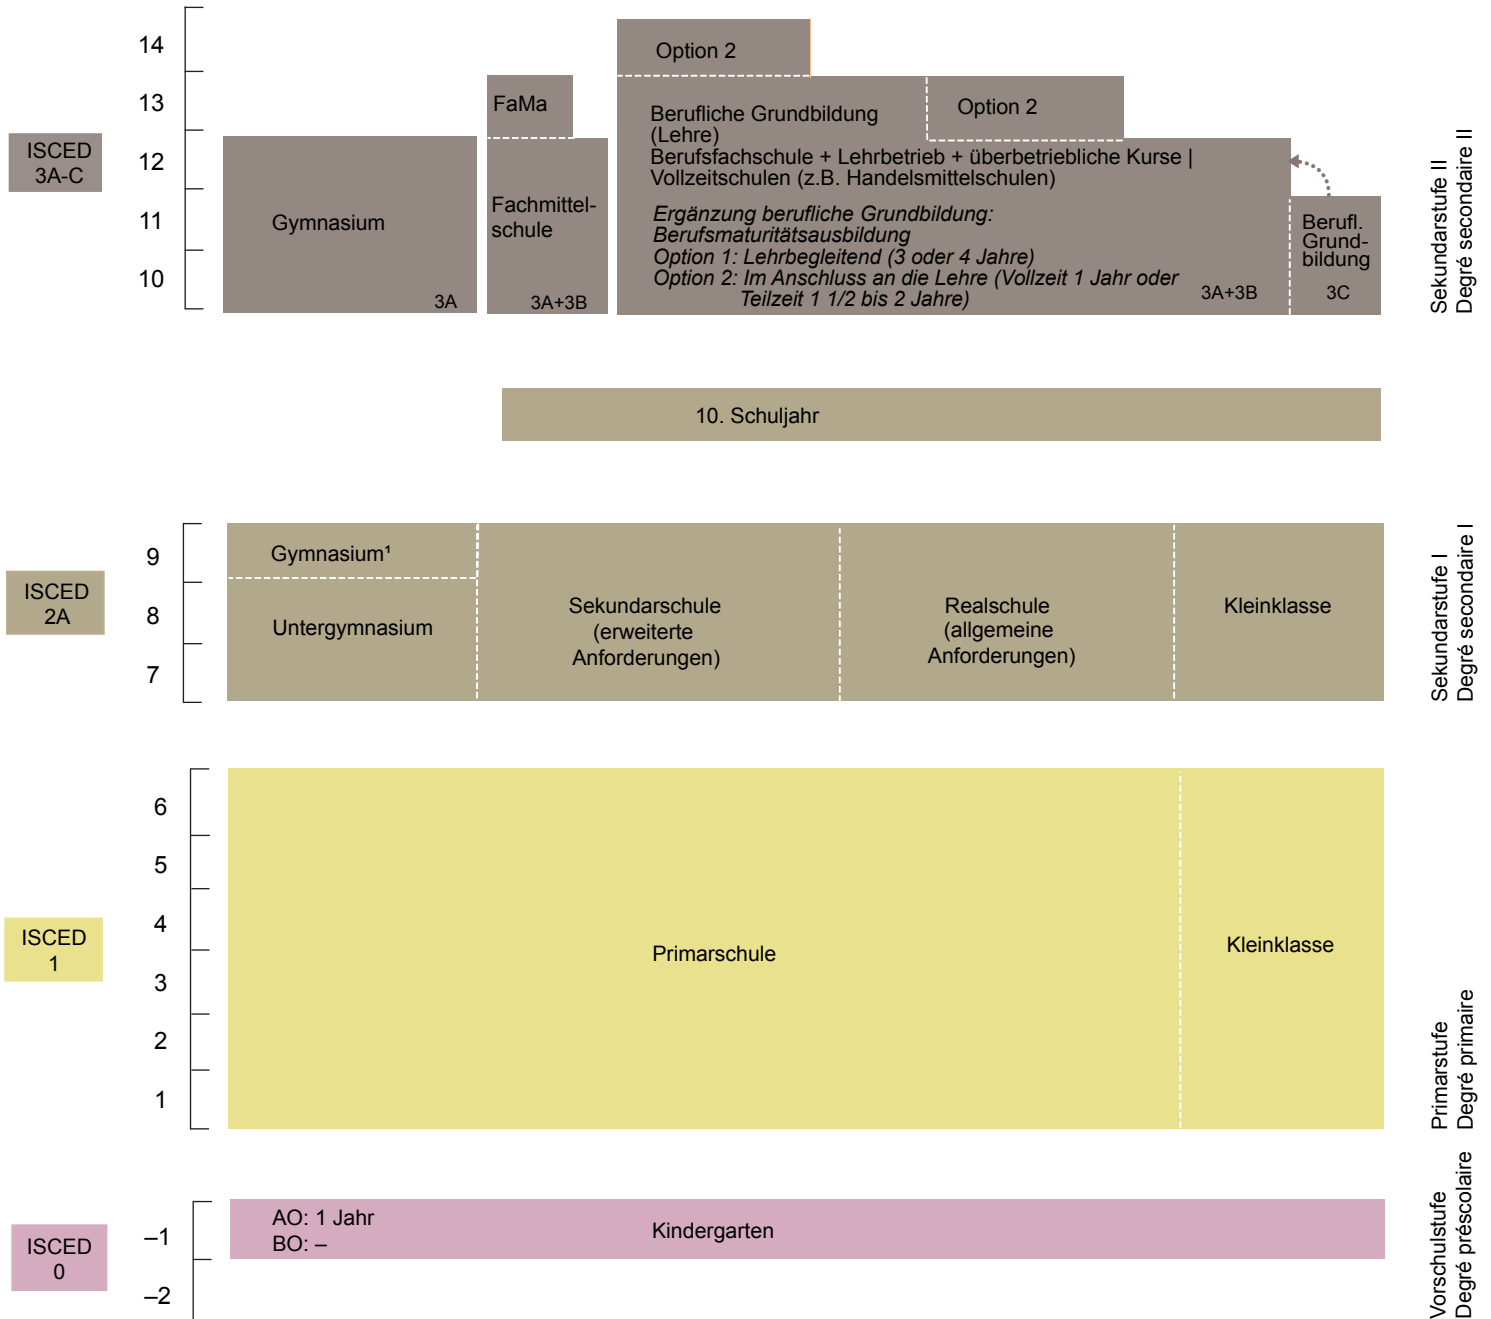 14
13
12
11
10
ISCED
3A-C
Option 2
FaMa
Berufliche Grundbildung
(Lehre)
Option 2
Berufsfachschule + Lehrbetrieb + überbetriebliche Kurse |
Vollzeitschulen (z.B. Handelsmittelschulen)
Gymnasium
3A
Fachmittel-
schule
3A+3B
Ergänzung berufliche Grundbildung:
Berufsmaturitätsausbildung
Option 1: Lehrbegleitend (3 oder 4 Jahre)
Option 2: Im Anschluss an die Lehre (Vollzeit 1 Jahr oder
Teilzeit 1 1/2 bis 2 Jahre)
3A+3B
Berufl.
Grund-
bildung
3C
Sekundarstufe II
Degré secondaire II
10. Schuljahr
ISCED
2A
9
8
7
Gymnasium¹
Untergymnasium
Sekundarschule
(erweiterte
Anforderungen)
Realschule
(allgemeine
Anforderungen)
Kleinklasse
Sekundarstufe I
Degré secondaire I
ISCED
1
6
5
4
3
2
1
Primarschule
Kleinklasse
Primarstufe
Degré primaire
ISCED
0
–1
–2
AO: 1 Jahr
BO: –
Kindergarten
Vorschulstufe
Degré préscolaire